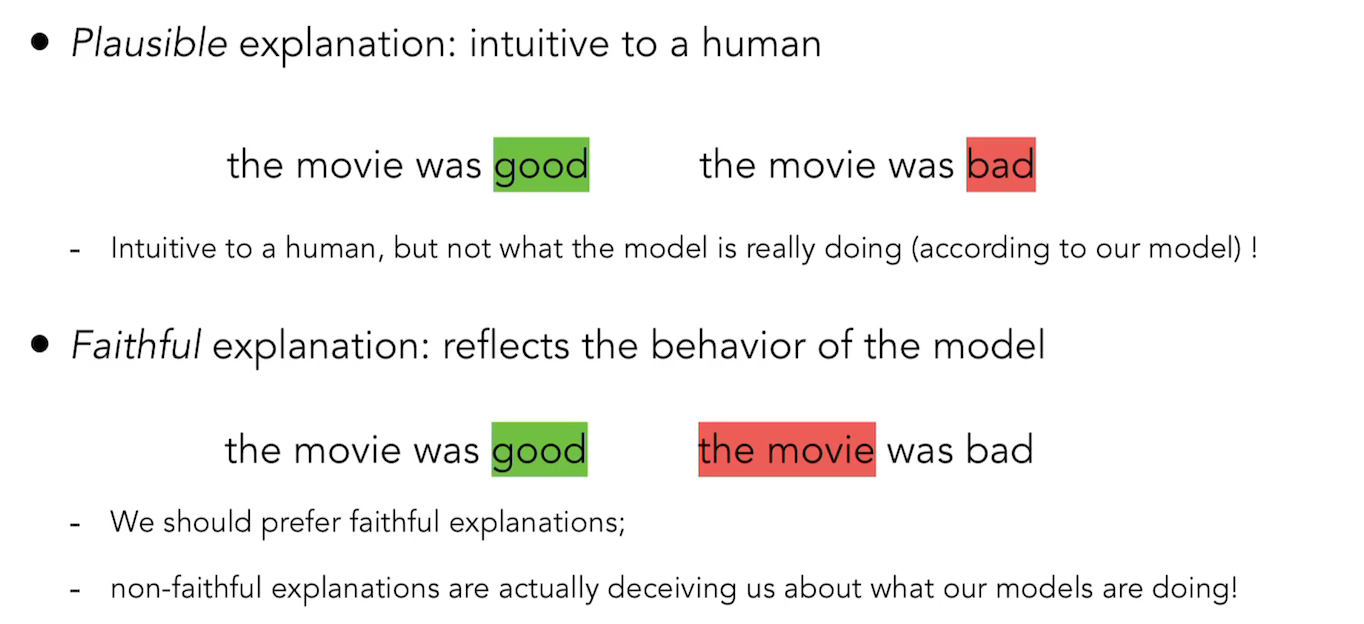 ● Plausible explanation: intuitive to a human
the movie was good the movie was bad
- Intuitive to a human, but not what the model is really doing (according to our model) !
● Faithful explanation: reflects the behavior of the model
the movie was good the movie was bad
- We should prefer faithful explanations;
- non-faithful explanations are actually deceiving us about what our models are doing!